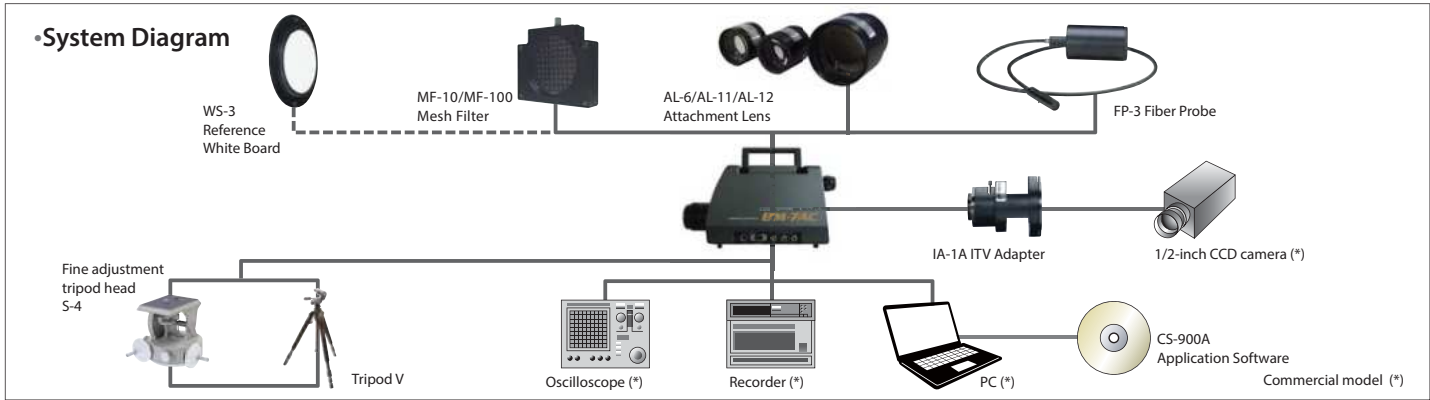 •System Diagram
WS-3
Reference
White Board
MF-10/MF-100
Mesh Filter
AL-6/AL-11/AL-12
Attachment Lens
FP-3 Fiber Probe
BM-7AC
IA-1A ITV Adapter
1/2-inch CCD camera (*)
Fine adjustment
tripod head
S-4
Tripod V
Oscilloscope (*)
Recorder (*)
PC (*)
CS-900A
Application Software
Commercial model (*)